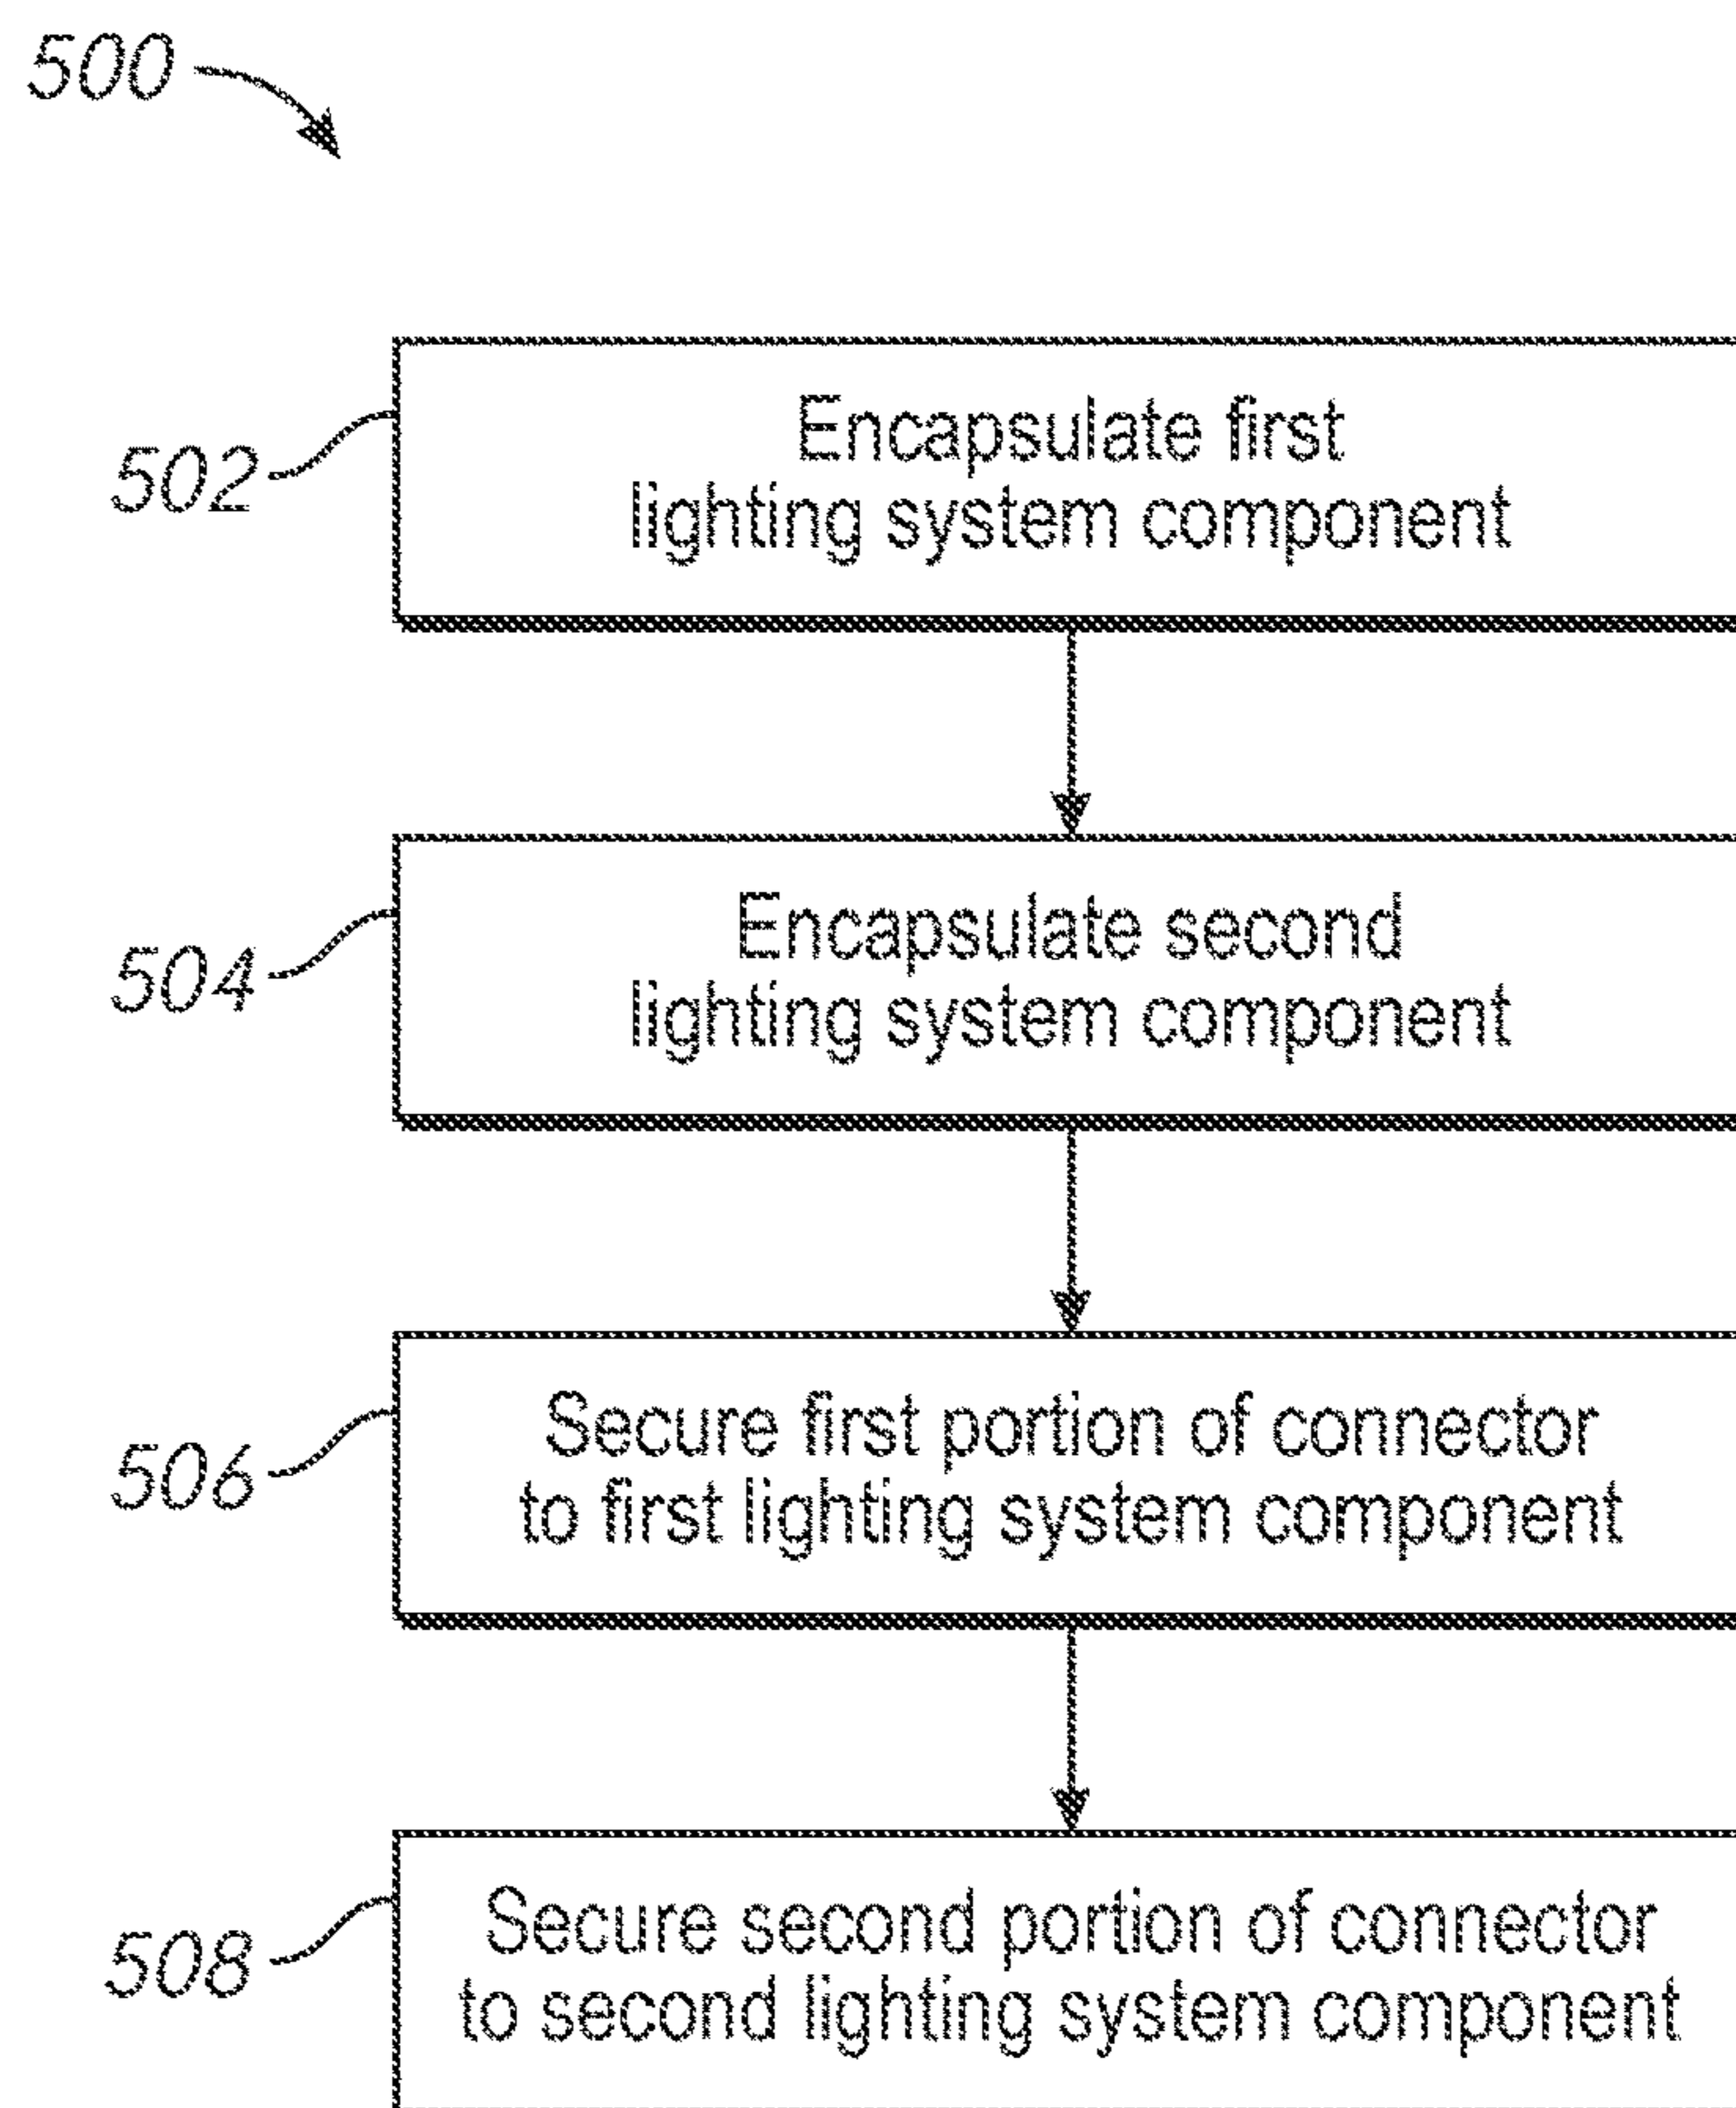 500
502
Encapsulate first
lighting system component
504
Encapsulate second
lighting system component
506
Secure first portion of connector
to first lighting system component
508
Secure second portion of connector
to second lighting system component